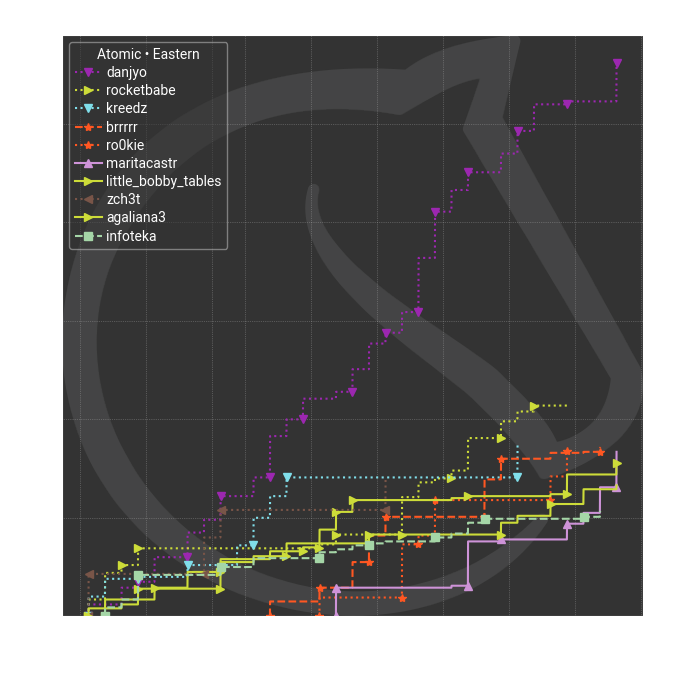 Atomic • Eastern
danjyo
rocketbabe
kreedz
brrrrr
ro0kie
maritacastr
little_bobby_tables
zch3t
agaliana3
infoteka